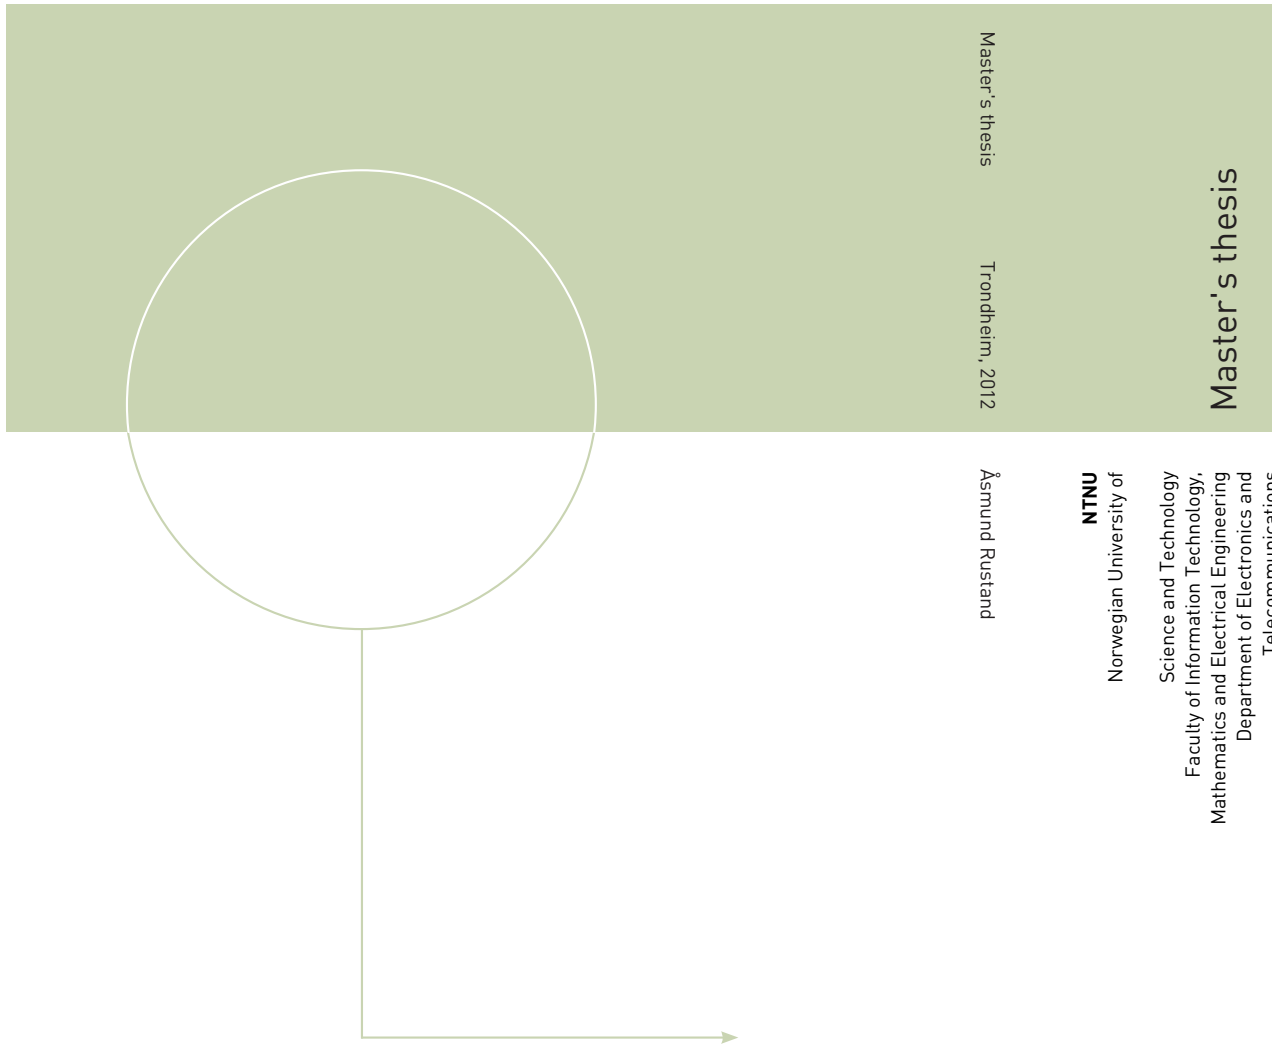 Master's thesis
Trondheim, 2012
Åsmund Rustand
Master's thesis
NTNU
Norwegian University of
Science and Technology
Faculty of Information Technology,
Mathematics and Electrical Engineering
Department of Electronics and
Telecommunications